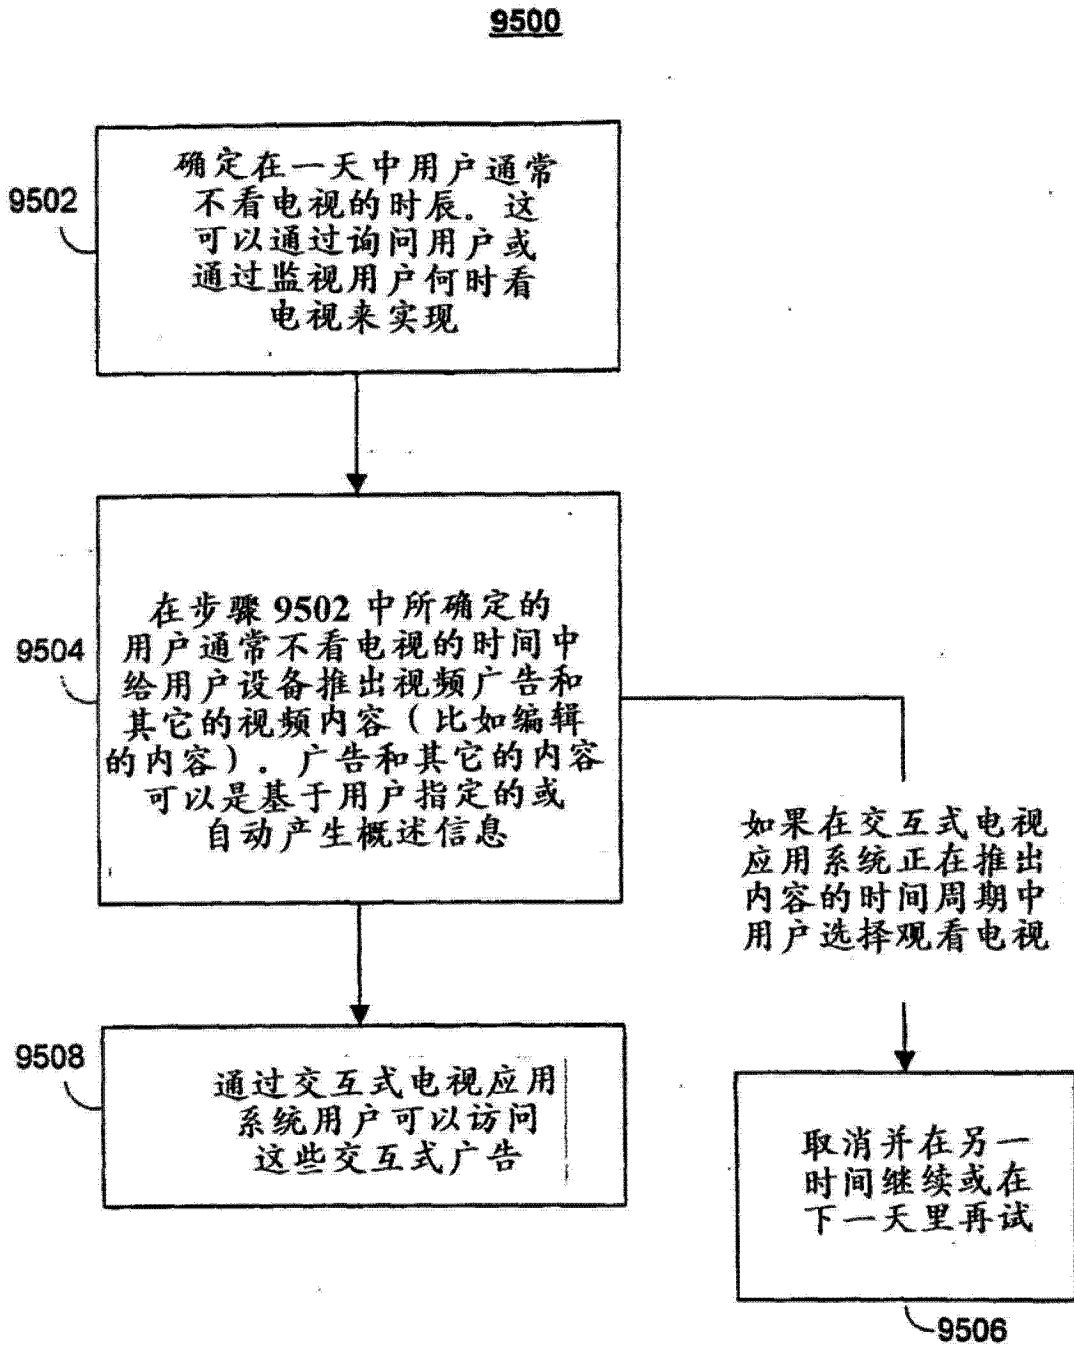 9500
9502
确定在一天中用户通常
不看电视的时辰. 这
可以通过询问用户或
通过监视用户何时看
电视来实现
9504
在步骤 9502 中所确定的
用户通常不看电视的时间中
给用户设备推出视频广告和
其它的视频内容（比如编辑
的内容）. 广告和其它的内容
可以是基于用户指定的或
自动产生概述信息
如果在交互式电视
应用系统正在推出
内容的时间周期中
用户选择观看电视
9508
通过交互式电视应用
系统用户可以访问
这些交互式广告
取消并在另一
时间继续或在
下一天里再试
9506